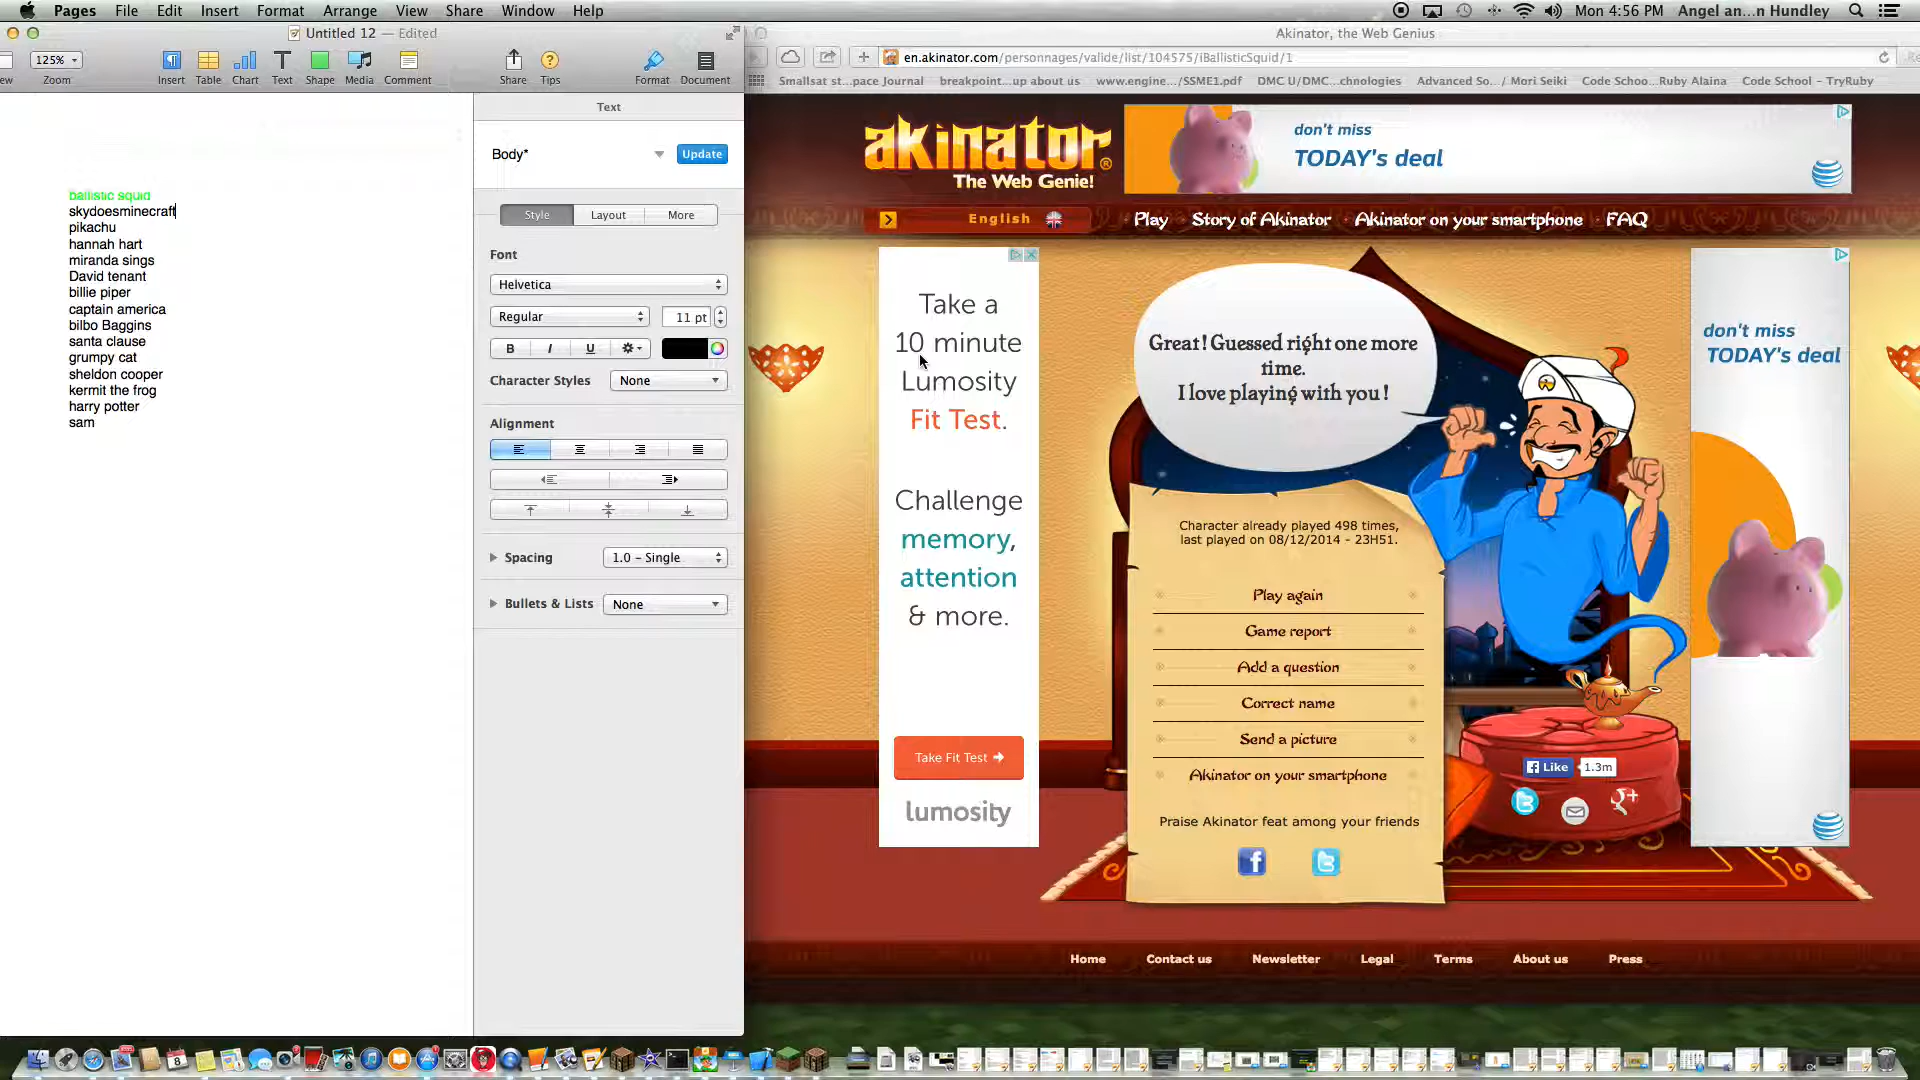 Pages File Edit Insert Format Arrange View Share Window Help
Mon 4:56 PM Angel an...n Hundley
Untitled 12 — Edited
125%
Zoom
Insert
Table
Chart
Text
Shape
Media
Comment
Share
Tips
Format
Document
Text
Body*
Update
Style
Layout
More
Font
Helvetica
Regular
11 pt
B I U
Character Styles
None
Alignment
Spacing
1.0 – Single
Bullets & Lists
None
ballistic squid
skydoesminecraft
pikachu
hannah hart
miranda sings
David tenant
billie piper
captain america
bilbo Baggins
santa clause
grumpy cat
sheldon cooper
kermit the frog
harry potter
sam
Akinator, the Web Genius
en.akinator.com/personnages/valide/list/104575/iBallisticSquid/1
Smallsat st...pace Journal
breakpoint...up about us
www.engine.../SSME1.pdf
DMC U/DMC...chnologies
Advanced So.../ Mori Seiki
Code Schoo...Ruby Alaina
Code School - TryRuby
akinator®
The Web Genie!
don't miss
TODAY's deal
English
Play
Story of Akinator
Akinator on your smartphone
FAQ
Take a
10 minute
Lumosity
Fit Test.
Challenge
memory,
attention
& more.
Take Fit Test
lumosity
Great! Guessed right one more
time.
I love playing with you!
Character already played 498 times,
last played on 08/12/2014 - 23H51.
Play again
Game report
Add a question
Correct name
Send a picture
Akinator on your smartphone
Praise Akinator feat among your friends
Like
1.3m
don't miss
TODAY's deal
Home
Contact us
Newsletter
Legal
Terms
About us
Press